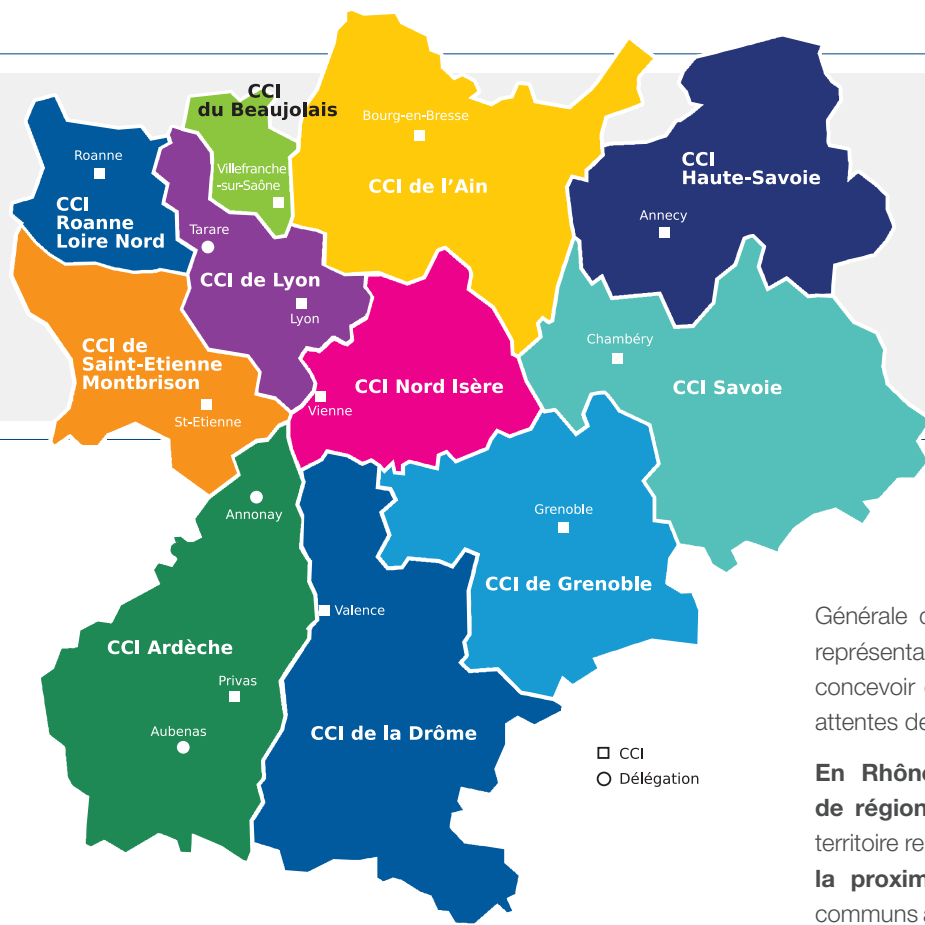 CCI
du Beaujolais
Bourg-en-Bresse
Roanne
CCI
Haute-Savoie
Villefranche
-sur-Saône
CCI de l'Ain
CCI
Roanne
Loire Nord
Annecy
Tarare
CCI de Lyon
Lyon
Chambéry
CCI de
Saint-Etienne
Montbrison
CCI Nord Isère
CCI Savoie
Vienne
St-Etienne
Annonay
Grenoble
CCI de Grenoble
Valence
CCI Ardèche
Privas
Aubenas
CCI de la Drôme
CCI
Délégation
Générale
représenta
concevoir
attentes de
En Rhône
de région
territoire re
la proxim
communs a